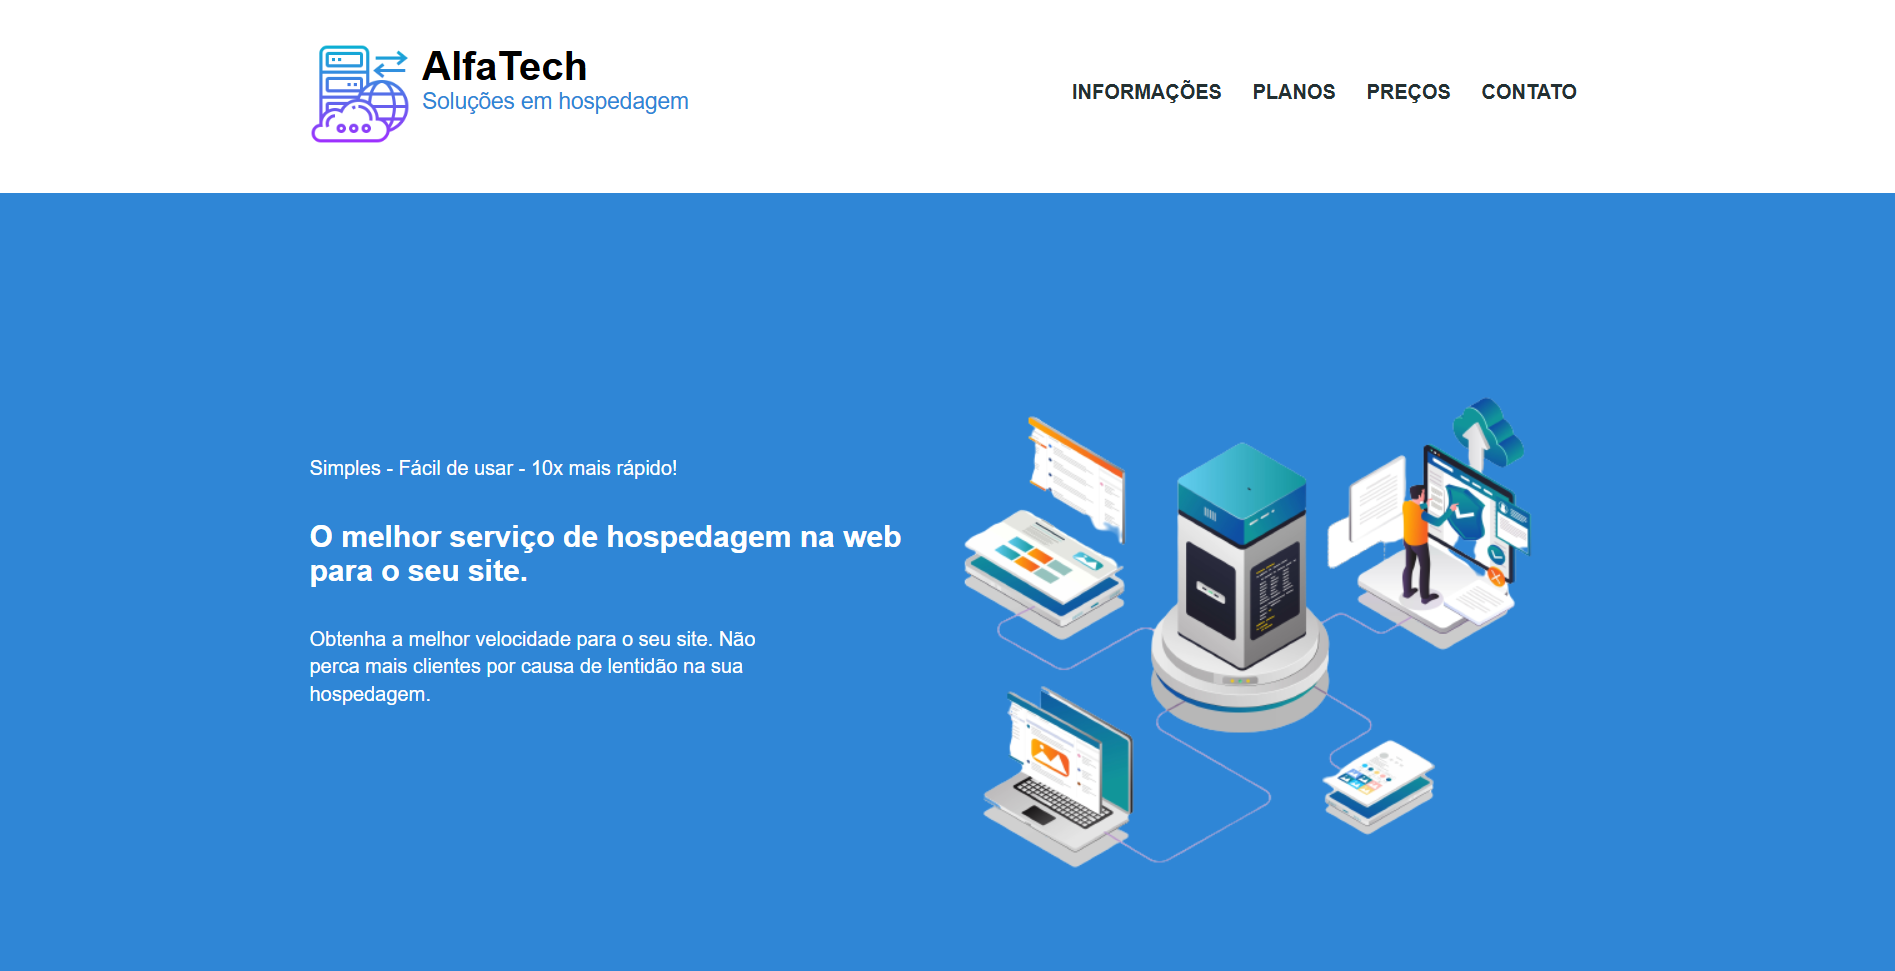 AlfaTech
Soluções em hospedagem
INFORMAÇÕES PLANOS PREÇOS CONTATO
Simples - Fácil de usar - 10x mais rápido!
O melhor serviço de hospedagem na web
para o seu site.
Obtenha a melhor velocidade para o seu site. Não
perca mais clientes por causa de lentidão na sua
hospedagem.